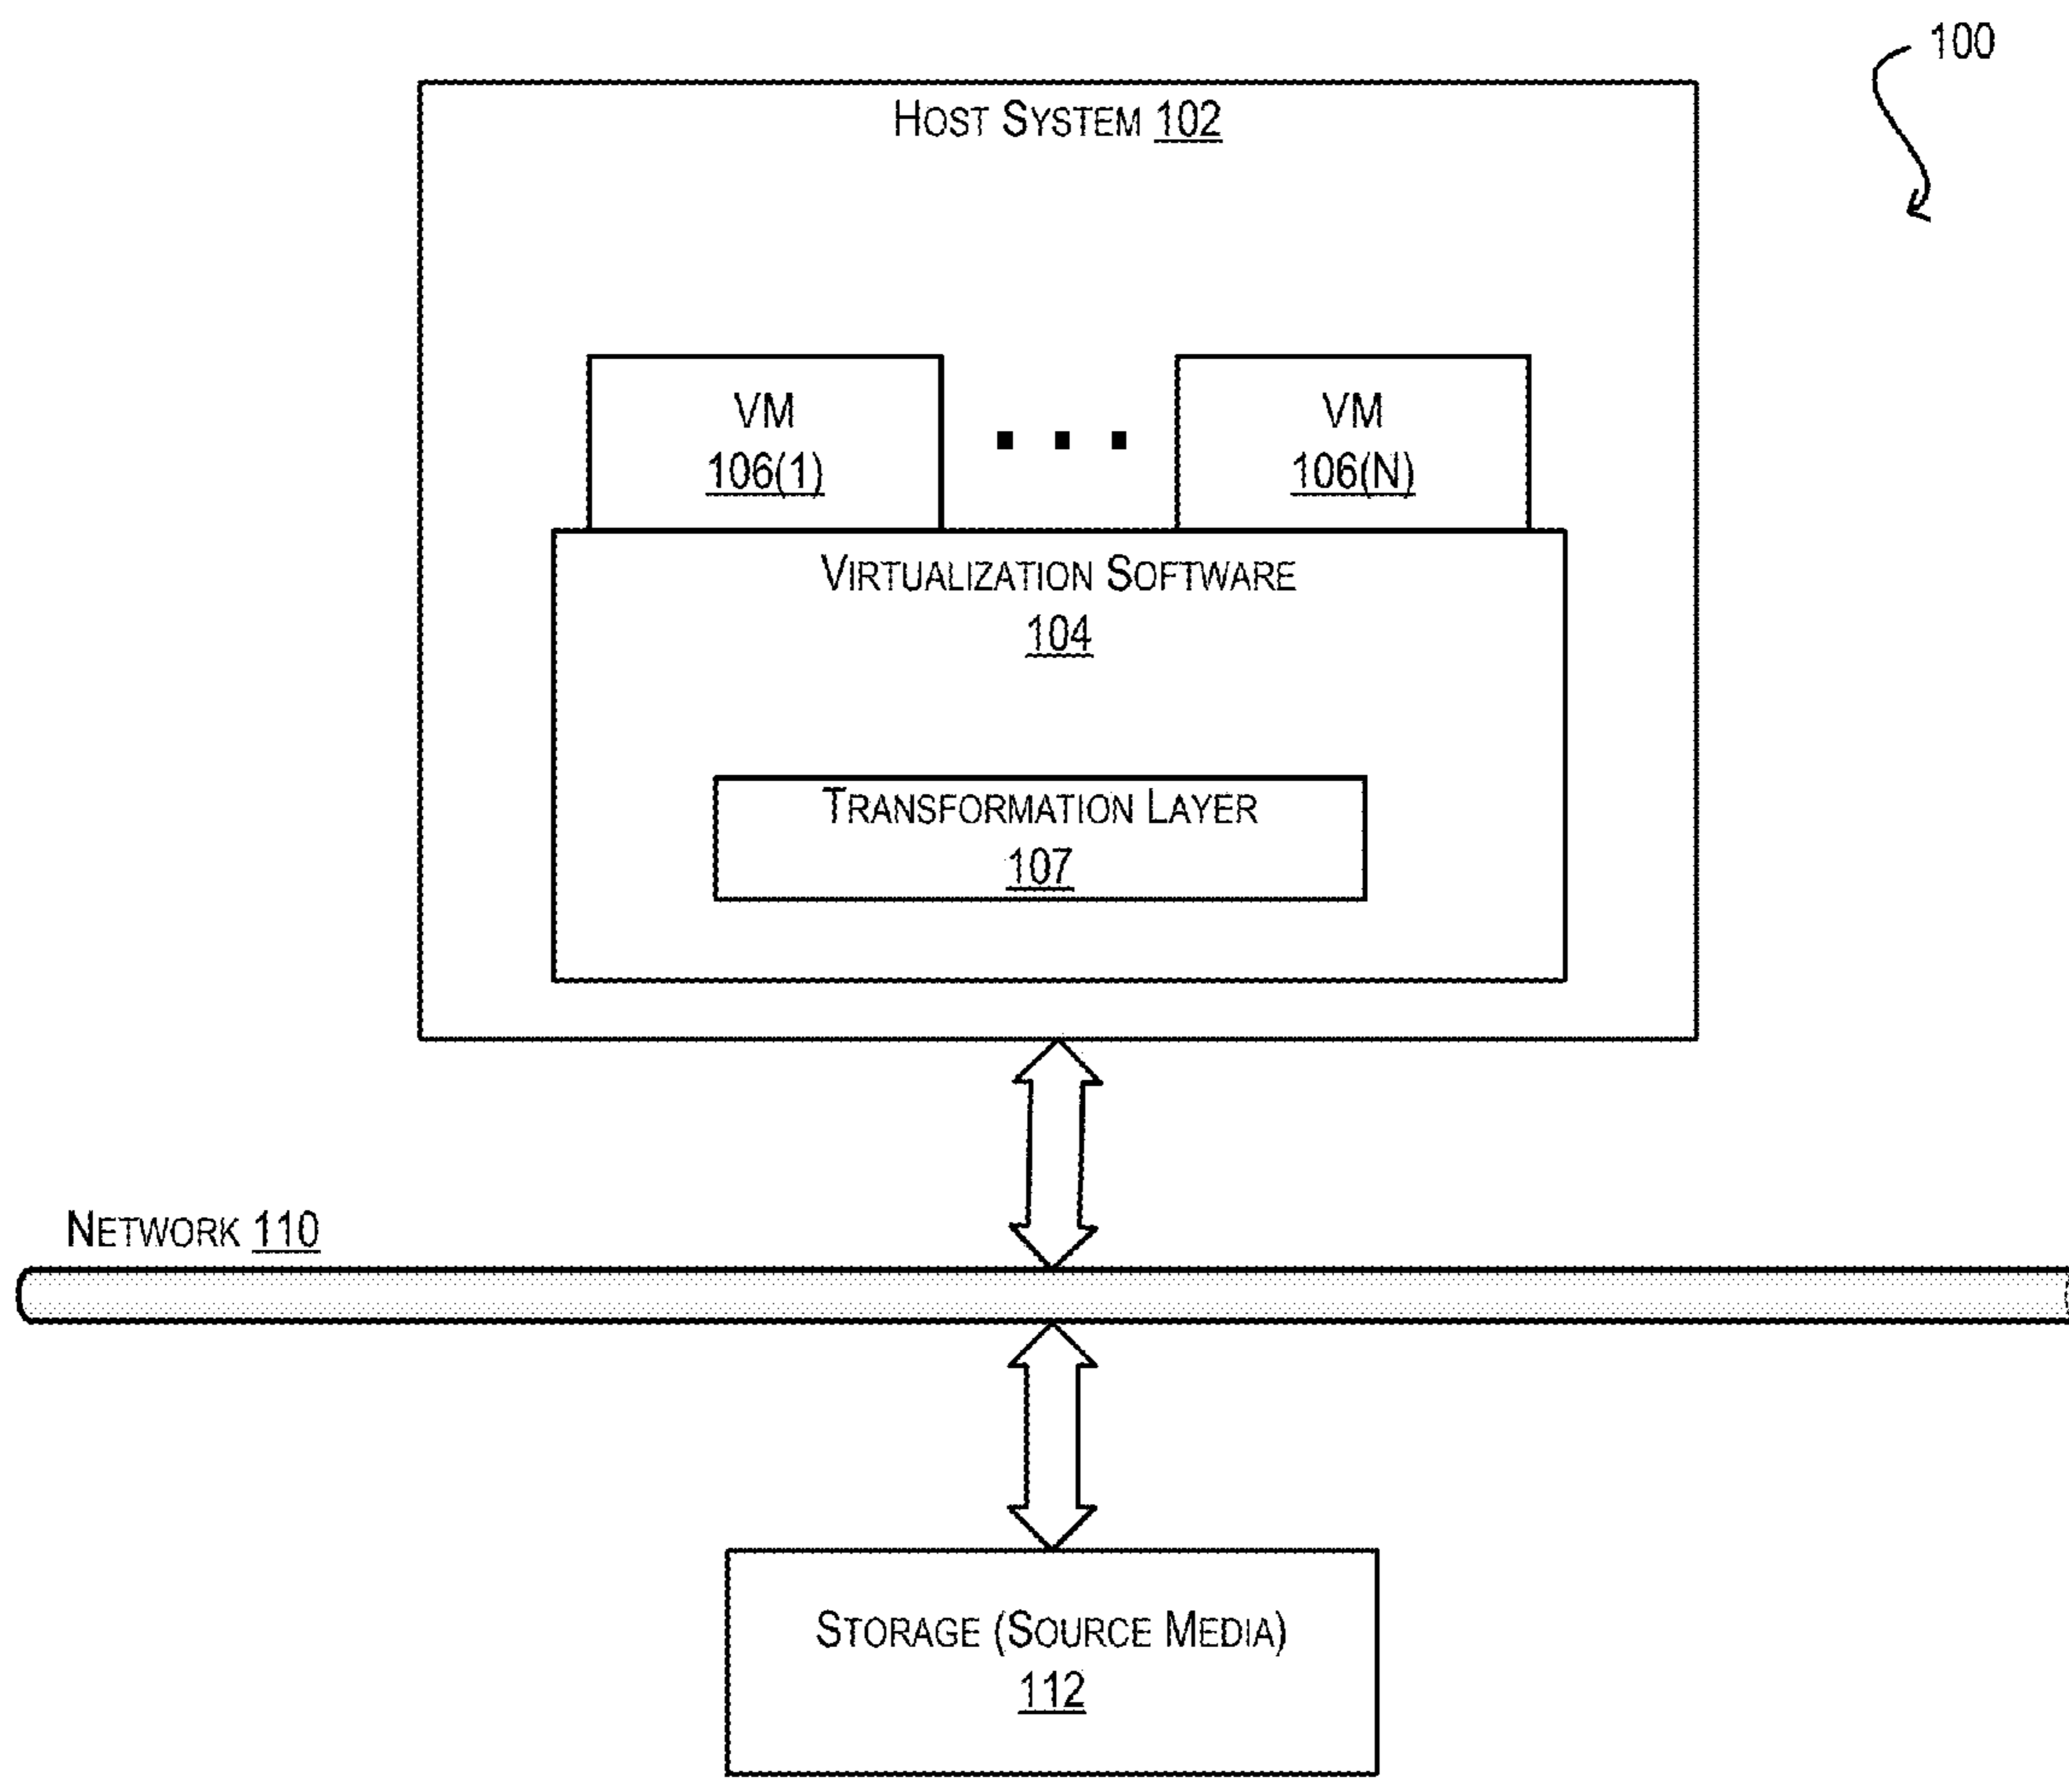 100
HOST SYSTEM 102
VM
106(1)
VM
106(N)
VIRTUALIZATION SOFTWARE
104
TRANSFORMATION LAYER
107
NETWORK 110
STORAGE (SOURCE MEDIA)
112